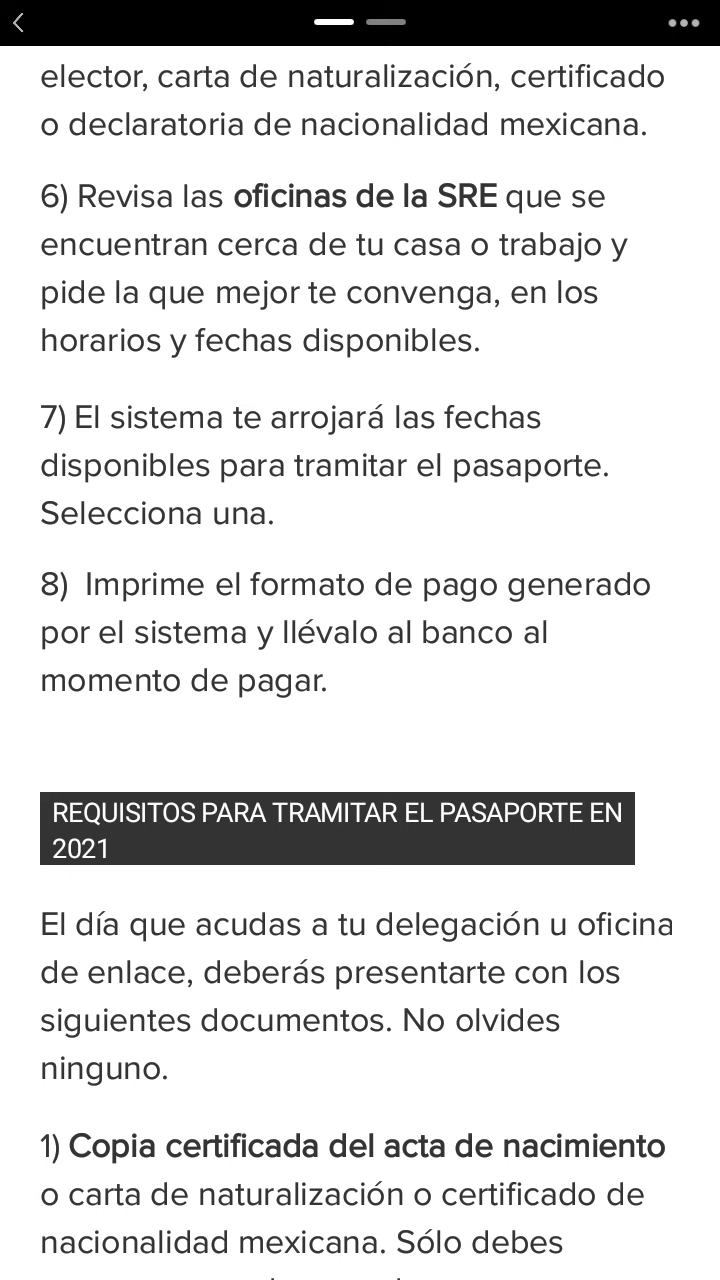 elector, carta de naturalización, certificado
o declaratoria de nacionalidad mexicana.
6) Revisa las oficinas de la SRE que se
encuentran cerca de tu casa o trabajo y
pide la que mejor te convenga, en los
horarios y fechas disponibles.
7) El sistema te arrojará las fechas
disponibles para tramitar el pasaporte.
Selecciona una.
8)  Imprime el formato de pago generado
por el sistema y llévalo al banco al
momento de pagar.
REQUISITOS PARA TRAMITAR EL PASAPORTE EN
2021
El día que acudas a tu delegación u oficina
de enlace, deberás presentarte con los
siguientes documentos. No olvides
ninguno.
1) Copia certificada del acta de nacimiento
o carta de naturalización o certificado de
nacionalidad mexicana. Sólo debes